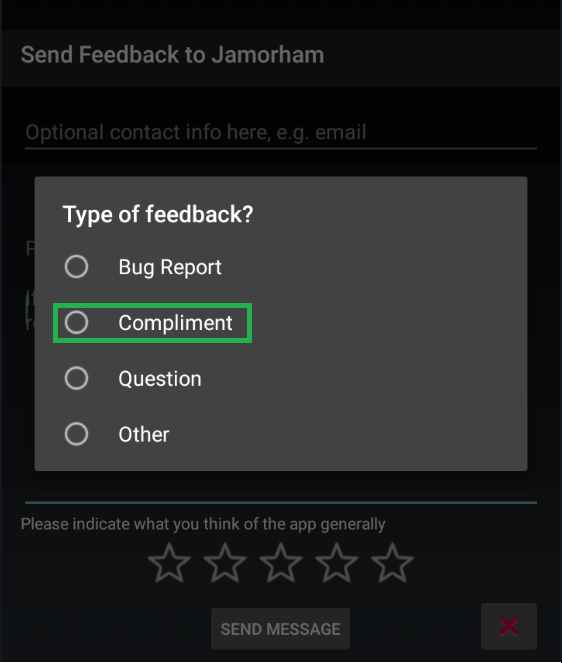 Send Feedback to Jamorham
Optional contact info here, e.g. email
Type of feedback?
Bug Report
Compliment
Question
Other
Please indicate what you think of the app generally
SEND MESSAGE